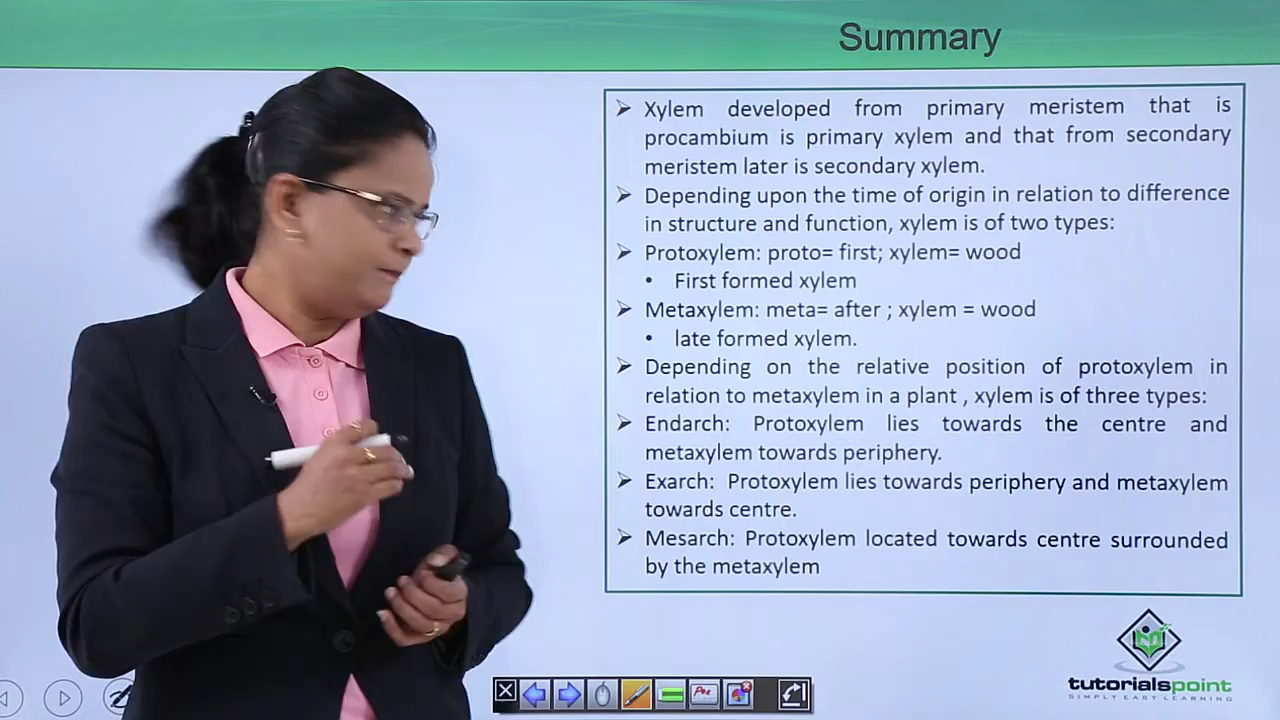 Summary
➢ Xylem developed from primary meristem that is
procambium is primary xylem and that from secondary
meristem later is secondary xylem.
➢ Depending upon the time of origin in relation to difference
in structure and function, xylem is of two types:
➢ Protoxylem: proto= first; xylem= wood
• First formed xylem
➢ Metaxylem: meta= after ; xylem = wood
• late formed xylem.
➢ Depending on the relative position of protoxylem in
relation to metaxylem in a plant , xylem is of three types:
➢ Endarch: Protoxylem lies towards the centre and
metaxylem towards periphery.
➢ Exarch: Protoxylem lies towards periphery and metaxylem
towards centre.
➢ Mesarch: Protoxylem located towards centre surrounded
by the metaxylem
tutorialspoint
SIMPLY EASY LEARNING